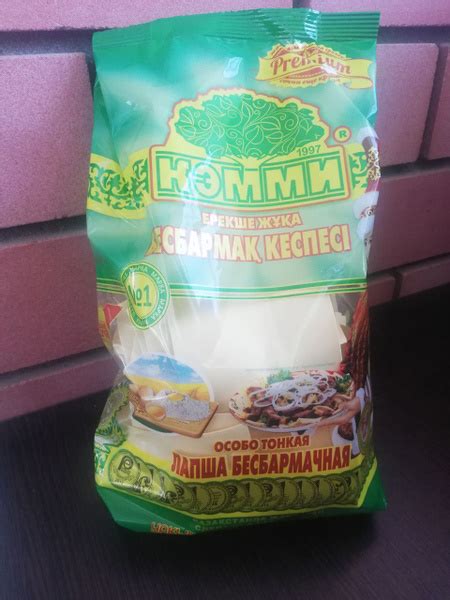 Premium
1997
®
НЭММИ
ЕРЕКШЕ ЖҰҚА
БЕСБАРМАҚ КЕСПЕСІ
№1
ОСОБО ТОНКАЯ
ЛАПША БЕСБАРМАЧНАЯ